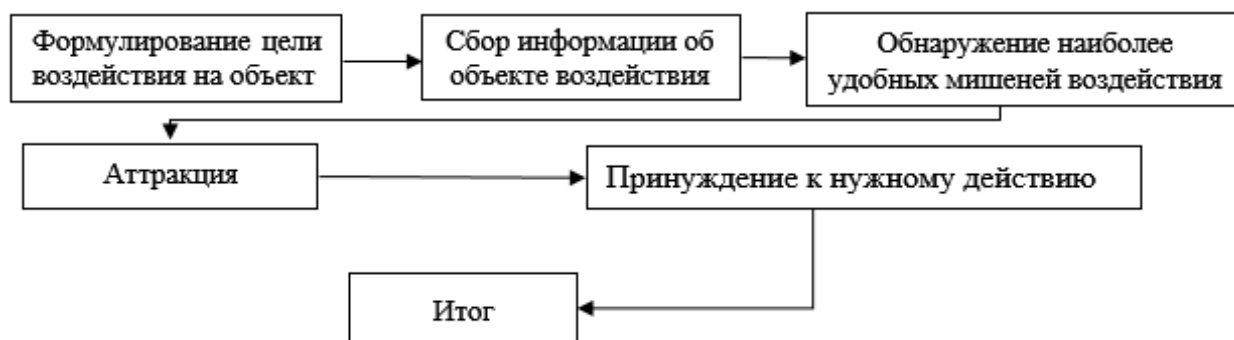 Формулирование цели
воздействия на объект
Сбор информации об
объекте воздействия
Обнаружение наиболее
удобных мишеней воздействия
Аттракция
Принуждение к нужному действию
Итог